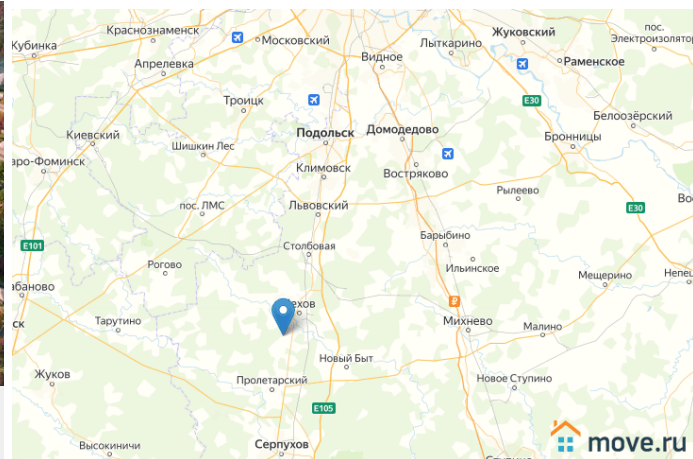 Краснознаменск
Жуковский
пос.
Электроизолятор
Кубинка
Московский
Лыткарино
Видное
Апрелевка
Раменское
Троицк
E30
Белоозёрский
Киевский
Подольск
Домодедово
Бронницы
Шишкин Лес
аро-Фоминск
Климовск
Востряково
Рылеево
пос. ЛМС
Львовский
E30
Во
E101
Столбовая
Барыбино
Рогово
Ильинское
Мещерино
Непец
бабаново
ехов
ск
Тарутино
Михнево
Малино
Новый Быт
Жуков
Пролетарский
Новое Ступино
E105
Высокиничи
Серпухов
move.ru